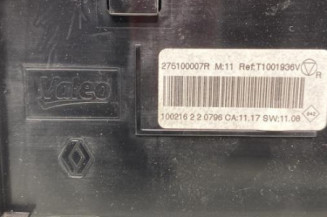 275100007R M:11 Ref:T1001936V
R
Valeo
100216 2 2 0796 CA:11.17 SW:11.08